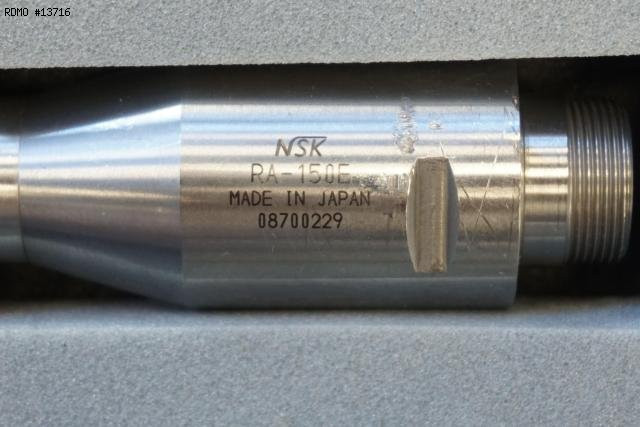 RDMO #13716
NSK
RA-150E
MADE IN JAPAN
08700229